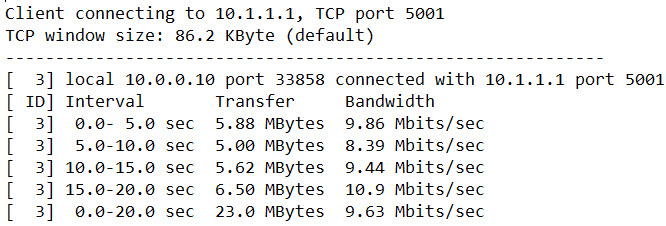 Client connecting to 10.1.1.1, TCP port 5001
TCP window size: 86.2 KByte (default)
------------------------------------------------------------
[  3] local 10.0.0.10 port 33858 connected with 10.1.1.1 port 5001
[ ID] Interval       Transfer     Bandwidth
[  3]  0.0- 5.0 sec  5.88 MBytes  9.86 Mbits/sec
[  3]  5.0-10.0 sec  5.00 MBytes  8.39 Mbits/sec
[  3] 10.0-15.0 sec  5.62 MBytes  9.44 Mbits/sec
[  3] 15.0-20.0 sec  6.50 MBytes  10.9 Mbits/sec
[  3]  0.0-20.0 sec  23.0 MBytes  9.63 Mbits/sec